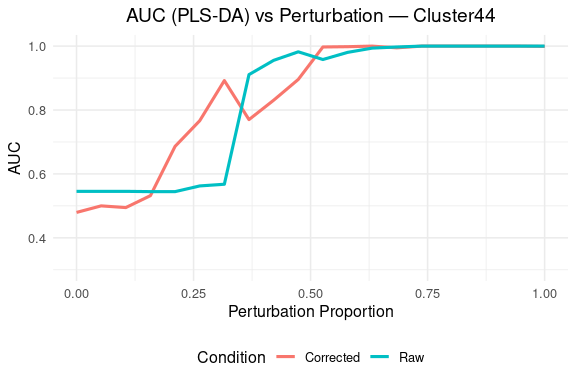 AUC (PLS-DA) vs Perturbation — Cluster44
AUC
1.0
0.8
0.6
0.4
0.00 0.25 0.50 0.75 1.00
Perturbation Proportion
Condition Corrected Raw